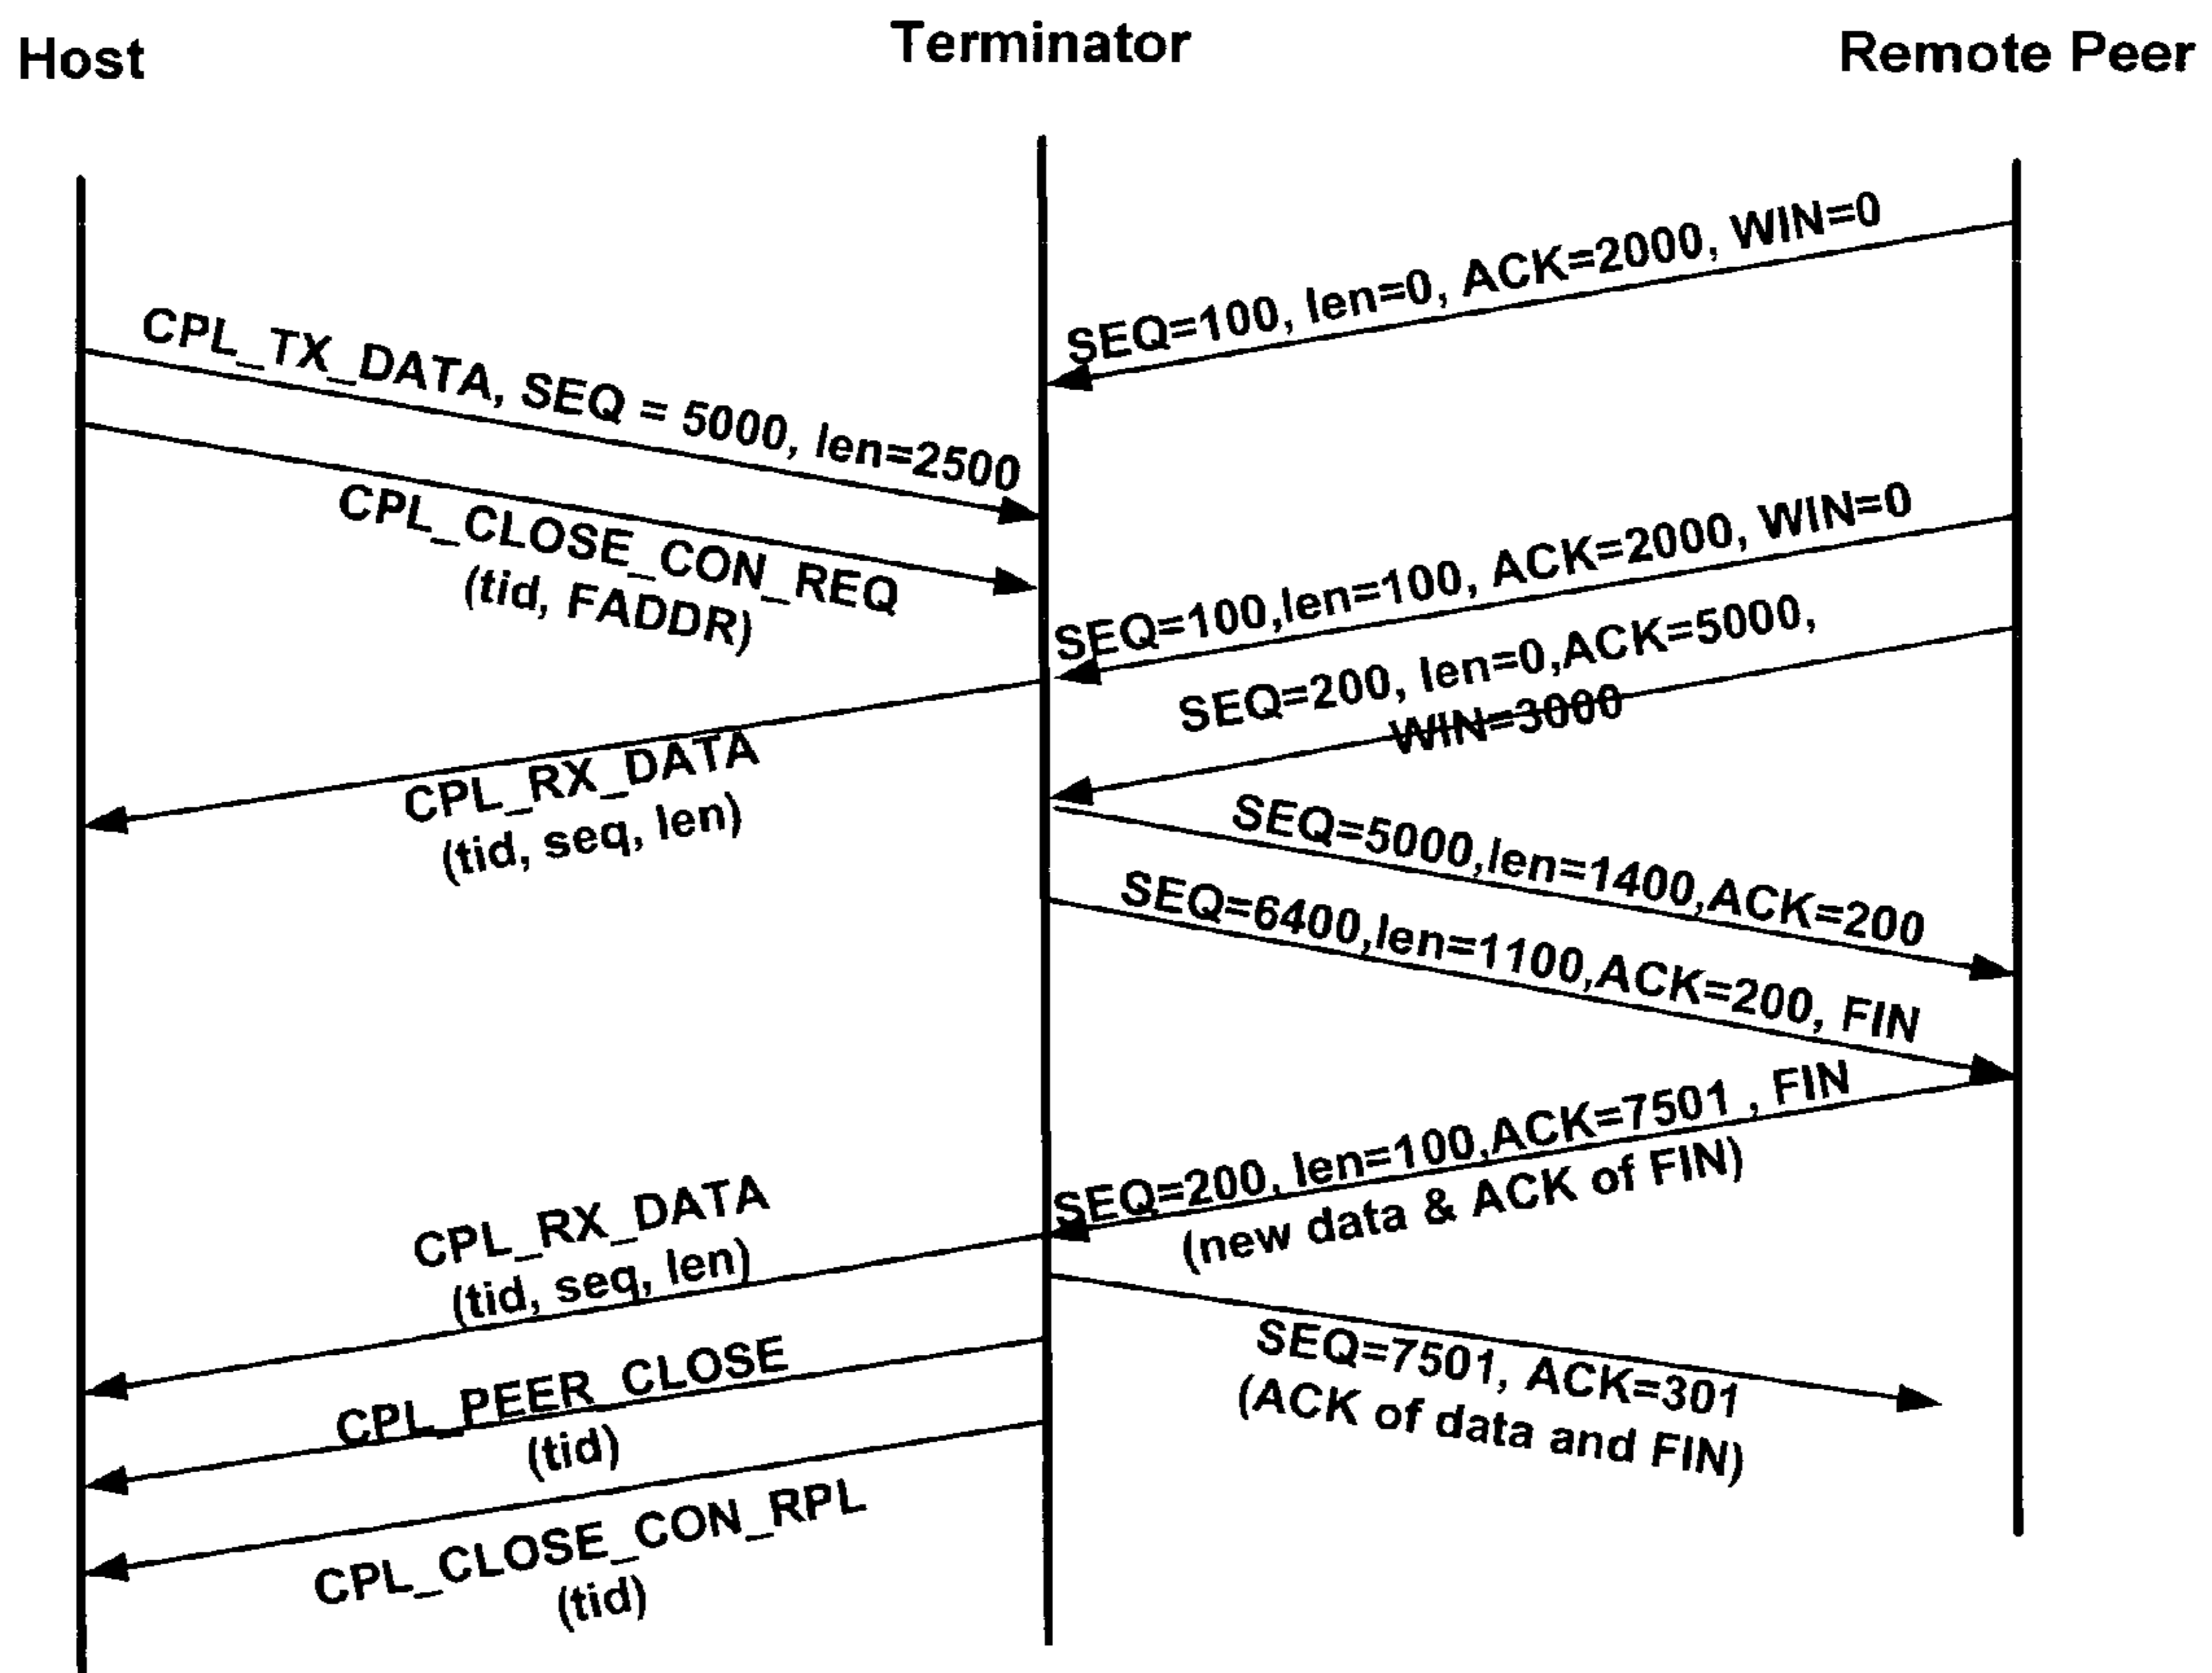 Host
Terminator
Remote Peer
SEQ=100, len=0, ACK=2000, WIN=0
CPL_TX_DATA, SEQ = 5000, len=2500
CPL_CLOSE_CON_REQ
(tid, FADDR)
SEQ=100,len=100, ACK=2000, WIN=0
SEQ=200, len=0,ACK=5000,
WIN=3000
CPL_RX_DATA
(tid, seq, len)
SEQ=5000,len=1400,ACK=200
SEQ=6400,len=1100,ACK=200, FIN
SEQ=200, len=100,ACK=7501 , FIN
(new data & ACK of FIN)
CPL_RX_DATA
(tid, seq, len)
SEQ=7501, ACK=301
(ACK of data and FIN)
CPL_PEER_CLOSE
(tid)
CPL_CLOSE_CON_RPL
(tid)